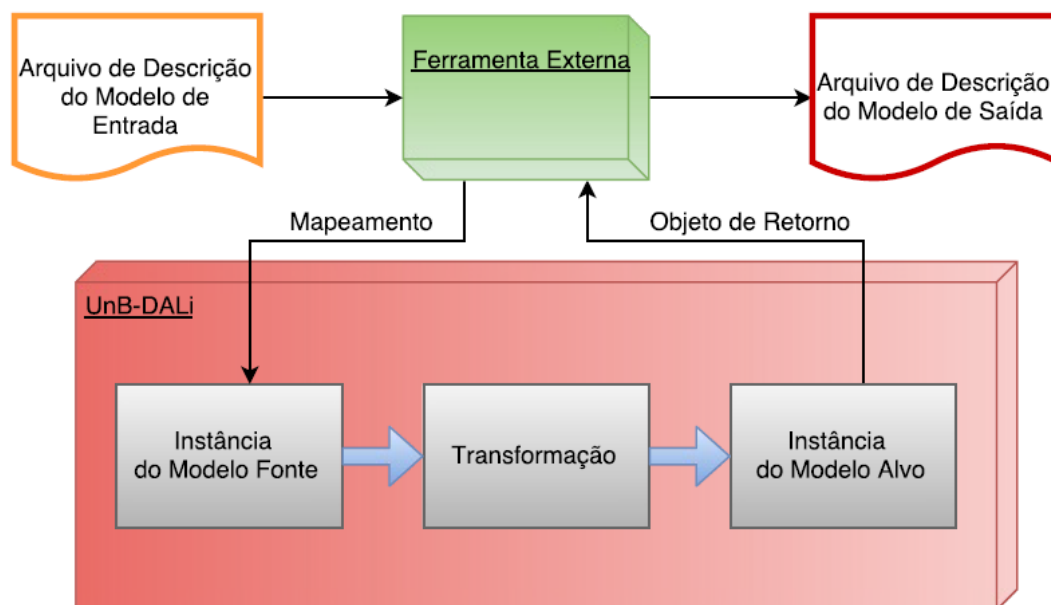 Arquivo de Descrição
do Modelo de
Entrada
Ferramenta Externa
Arquivo de Descrição
do Modelo de Saída
Mapeamento
Objeto de Retorno
UnB-DALi
Instância
do Modelo Fonte
Transformação
Instância
do Modelo Alvo